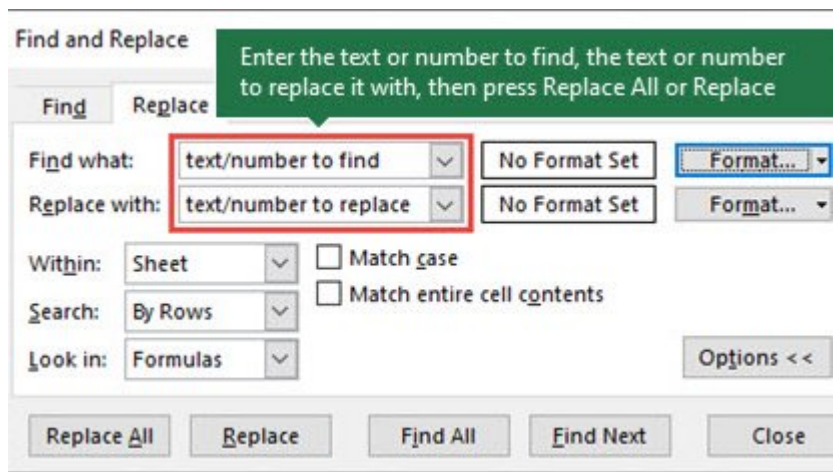 Find and Replace
Enter the text or number to find, the text or number
to replace it with, then press Replace All or Replace
Find Replace
Find what: text/number to find No Format Set Format...
Replace with: text/number to replace No Format Set Format...
Within: Sheet Match case
Match entire cell contents
Search: By Rows
Look in: Formulas Options <<
Replace All Replace Find All Find Next Close